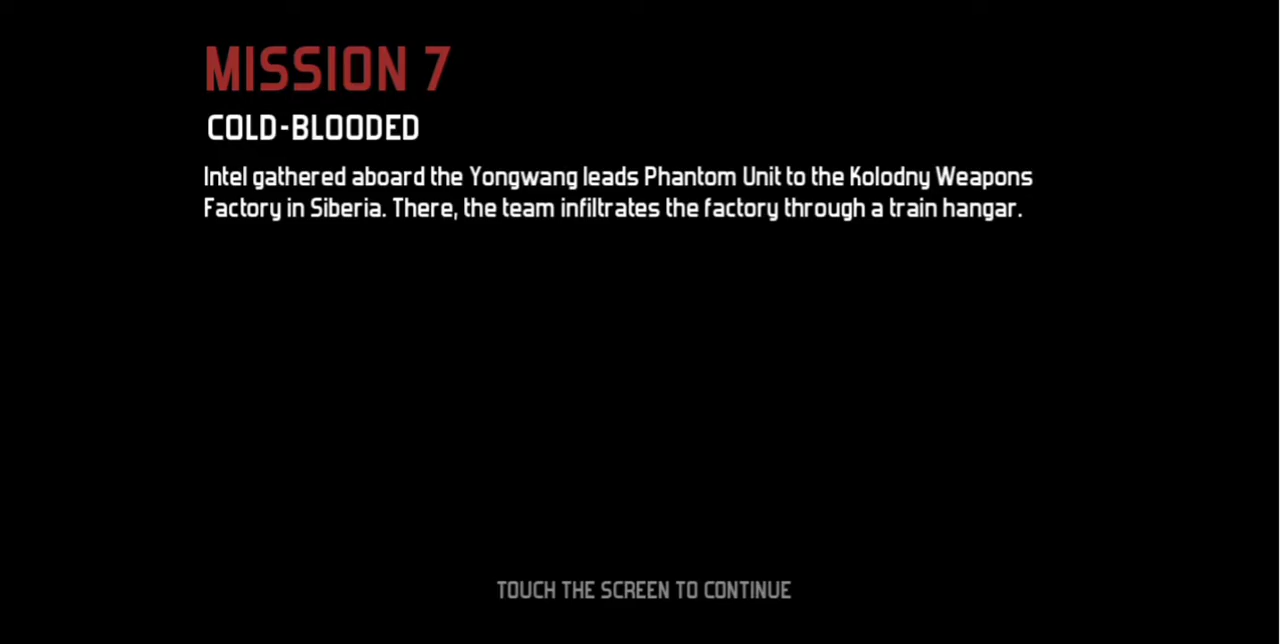 MISSION 7
COLD-BLOODED
Intel gathered aboard the Yongwang leads Phantom Unit to the Kolodny Weapons
Factory in Siberia. There, the team infiltrates the factory through a train hangar.
TOUCH THE SCREEN TO CONTINUE